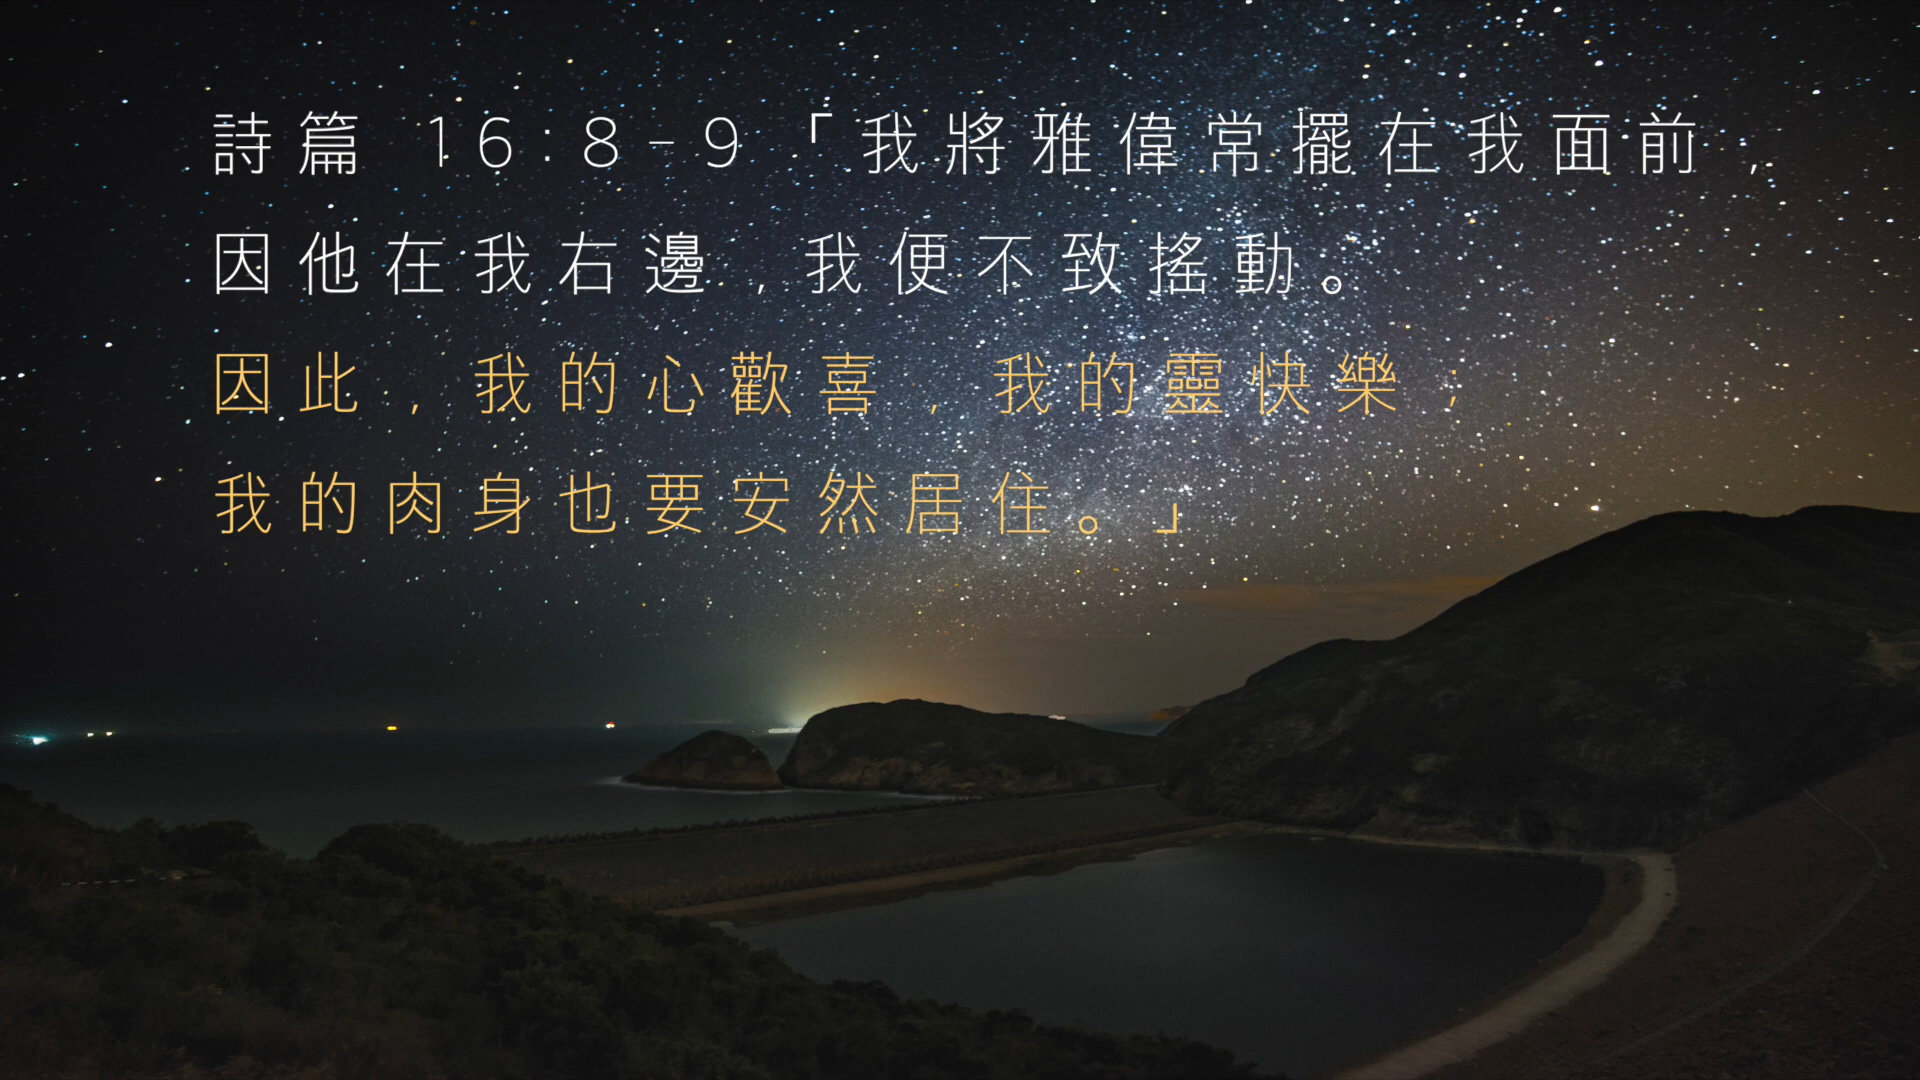 詩篇 16:8-9「我將雅偉常擺在我面前，
因他在我右邊，我便不致搖動。
因此，我的心歡喜，我的靈快樂；
我的肉身也要安然居住。」